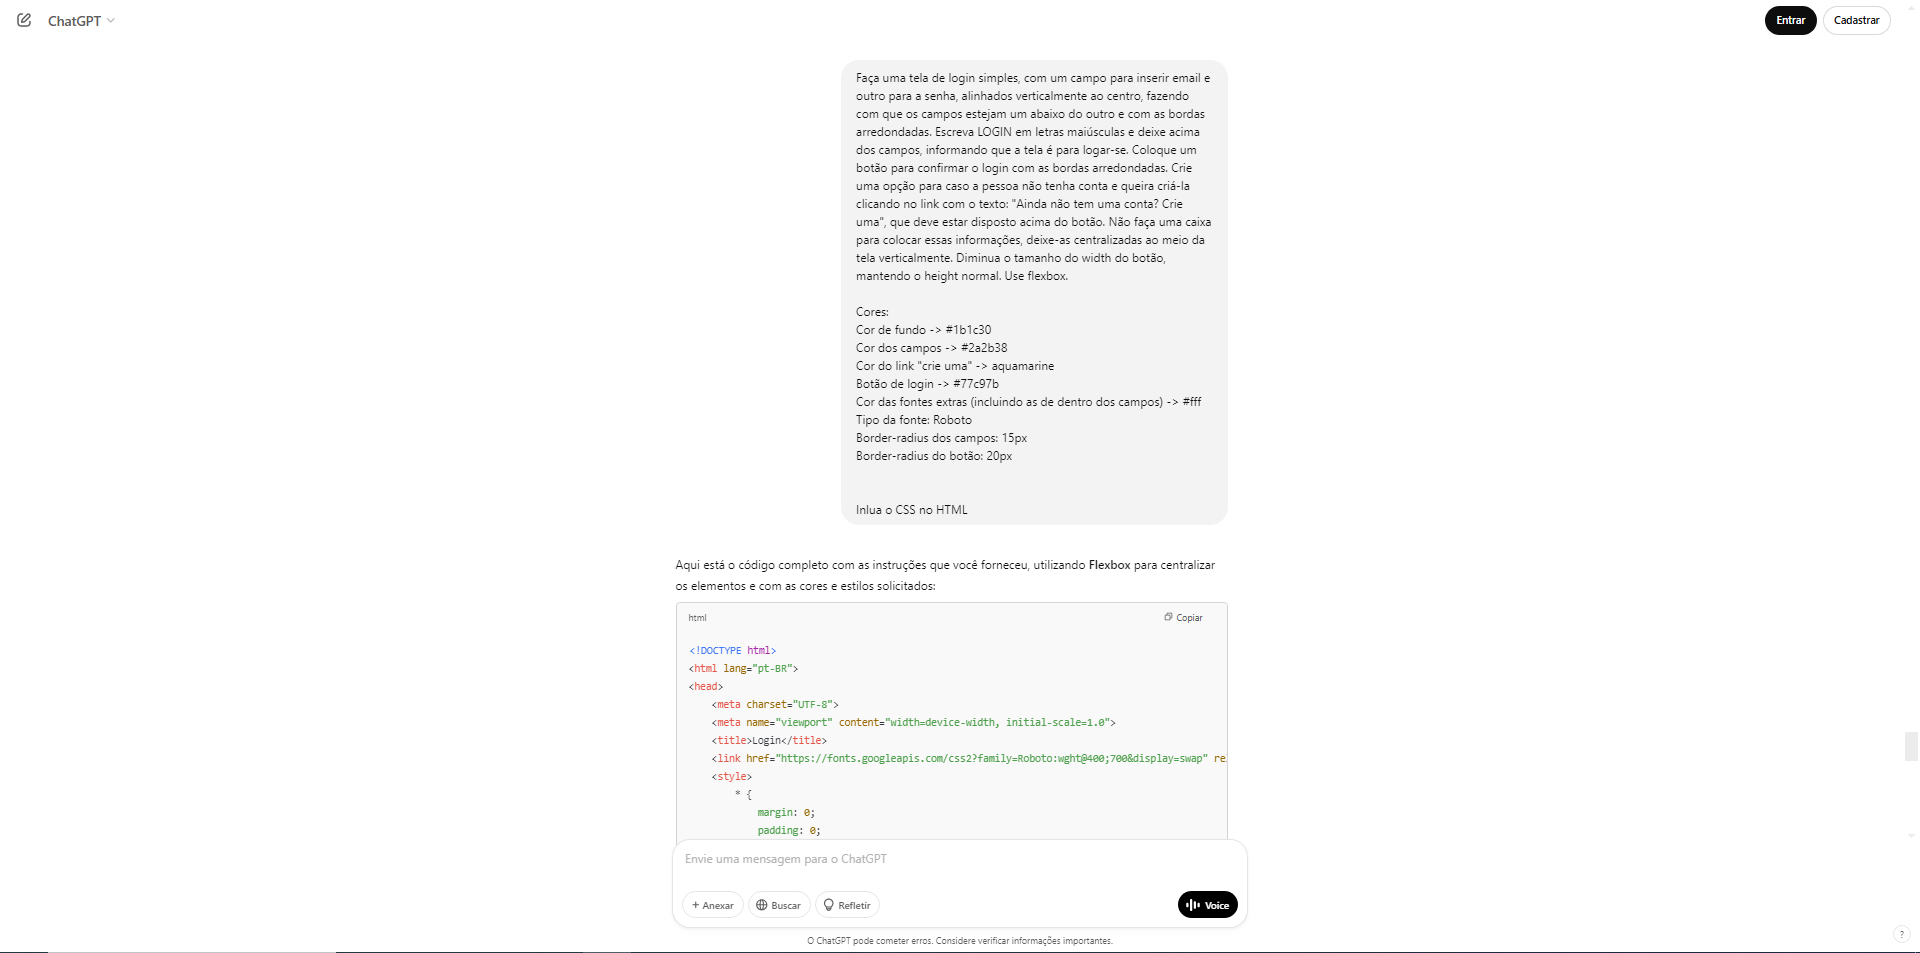 ChatGPT
Entrar
Cadastrar
Faça uma tela de login simples, com um campo para inserir email e
outro para a senha, alinhados verticalmente ao centro, fazendo
com que os campos estejam um abaixo do outro e com as bordas
arredondadas. Escreva LOGIN em letras maiúsculas e deixe acima
dos campos, informando que a tela é para logar-se. Coloque um
botão para confirmar o login com as bordas arredondadas. Crie
uma opção para caso a pessoa não tenha conta e queira criá-la
clicando no link com o texto: "Ainda não tem uma conta? Crie
uma", que deve estar disposto acima do botão. Não faça uma caixa
para colocar essas informações, deixe-as centralizadas ao meio da
tela verticalmente. Diminua o tamanho do width do botão,
mantendo o height normal. Use flexbox.
Cores:
Cor de fundo -> #1b1c30
Cor dos campos -> #2a2b38
Cor do link "crie uma" -> aquamarine
Botão de login -> #77c97b
Cor das fontes extras (incluindo as de dentro dos campos) -> #fff
Tipo da fonte: Roboto
Border-radius dos campos: 15px
Border-radius do botão: 20px
Inlua o CSS no HTML
Aqui está o código completo com as instruções que você forneceu, utilizando Flexbox para centralizar
os elementos e com as cores e estilos solicitados:
html
Copiar
<!DOCTYPE html>
<html lang="pt-BR">
<head>
    <meta charset="UTF-8">
    <meta name="viewport" content="width=device-width, initial-scale=1.0">
    <title>Login</title>
    <link href="https://fonts.googleapis.com/css2?family=Roboto:wght@400;700&display=swap" re
    <style>
        * {
            margin: 0;
            padding: 0;
Envie uma mensagem para o ChatGPT
+ Anexar
Buscar
Refletir
Voice
O ChatGPT pode cometer erros. Considere verificar informações importantes.
?